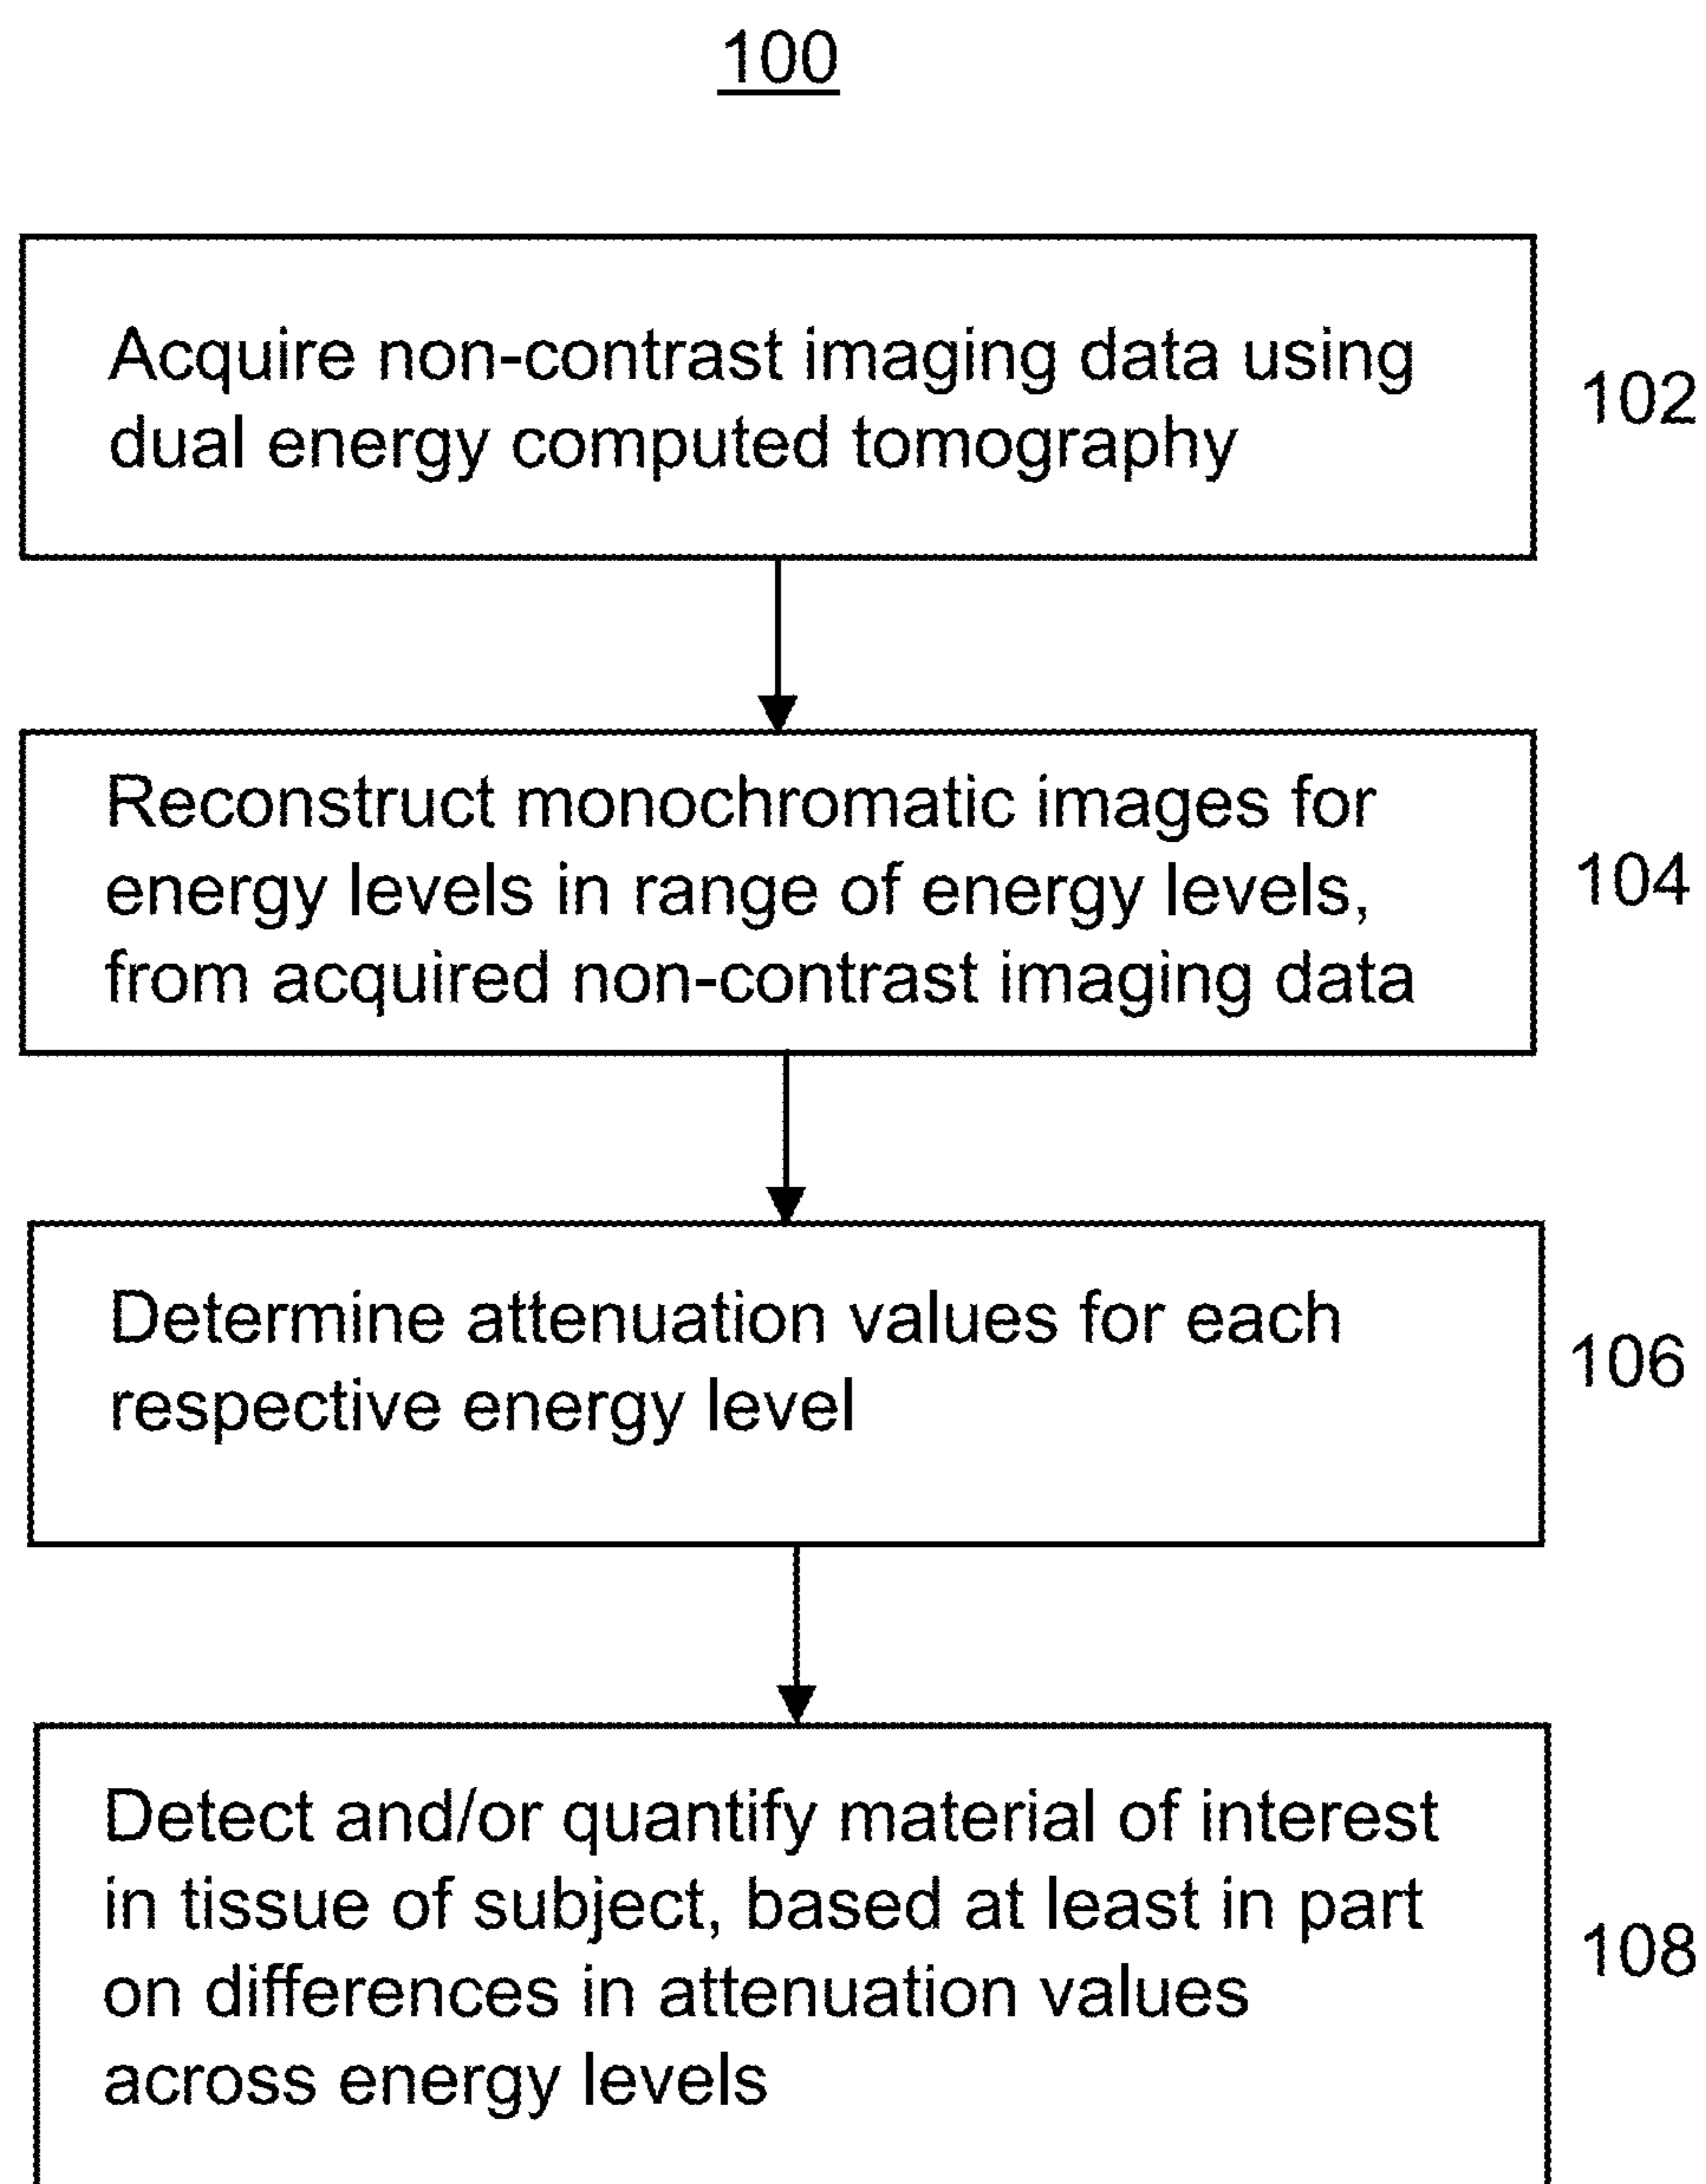 100
Acquire non-contrast imaging data using
dual energy computed tomography
102
Reconstruct monochromatic images for
energy levels in range of energy levels,
from acquired non-contrast imaging data
104
Determine attenuation values for each
respective energy level
106
Detect and/or quantify material of interest
in tissue of subject, based at least in part
on differences in attenuation values
across energy levels
108